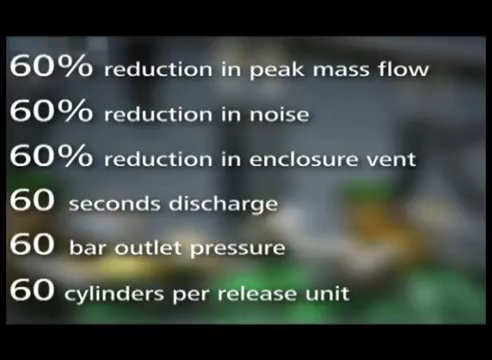 60% reduction in peak mass flow
60% reduction in noise
60% reduction in enclosure vent
60 seconds discharge
60 bar outlet pressure
60 cylinders per release unit